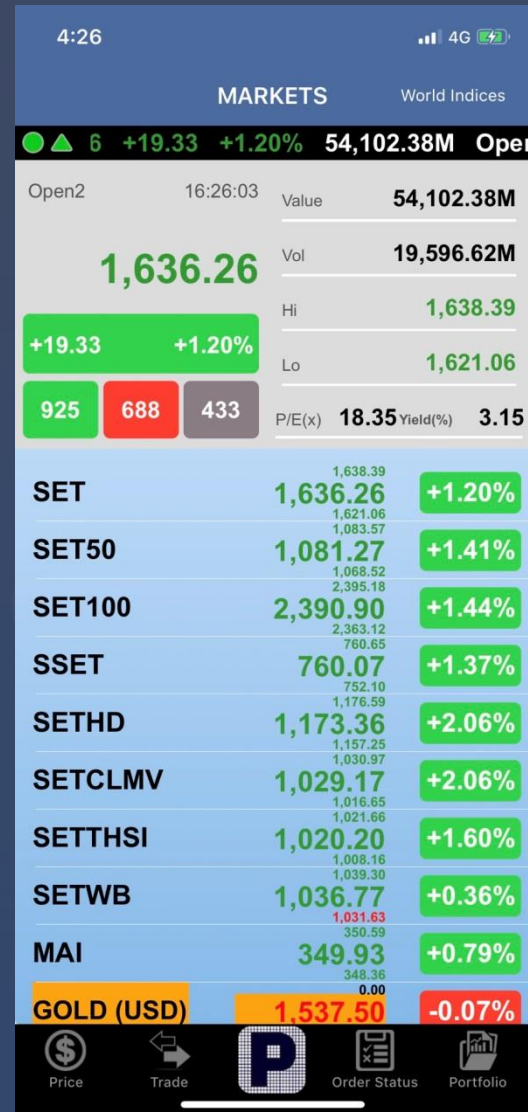 4:26 4G
MARKETS World Indices
6 +19.33 +1.20% 54,102.38M Open
Open2 16:26:03 Value 54,102.38M
1,636.26 Vol 19,596.62M
Hi 1,638.39
+19.33 +1.20% Lo 1,621.06
925 688 433 P/E(x) 18.35 Yield(%) 3.15
1,638.39
SET 1,636.26 +1.20%
1,621.06
1,083.57
SET50 1,081.27 +1.41%
1,068.52
2,395.18
SET100 2,390.90 +1.44%
2,363.12
760.65
SSET 760.07 +1.37%
752.10
1,176.59
SETHD 1,173.36 +2.06%
1,157.25
1,030.97
SETCLMV 1,029.17 +2.06%
1,016.65
1,021.66
SETTHSI 1,020.20 +1.60%
1,008.16
1,039.30
SETWB 1,036.77 +0.36%
1,031.63
350.59
MAI 349.93 +0.79%
348.36
0.00
GOLD (USD) 1,537.50 -0.07%
P
Price Trade Order Status Portfolio